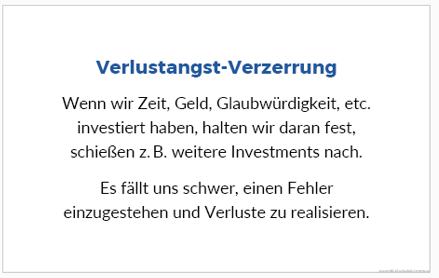 Verlustangst-Verzerrung
Wenn wir Zeit, Geld, Glaubwürdigkeit, etc.
investiert haben, halten wir daran fest,
schießen z. B. weitere Investments nach.
Es fällt uns schwer, einen Fehler
einzugestehen und Verluste zu realisieren.